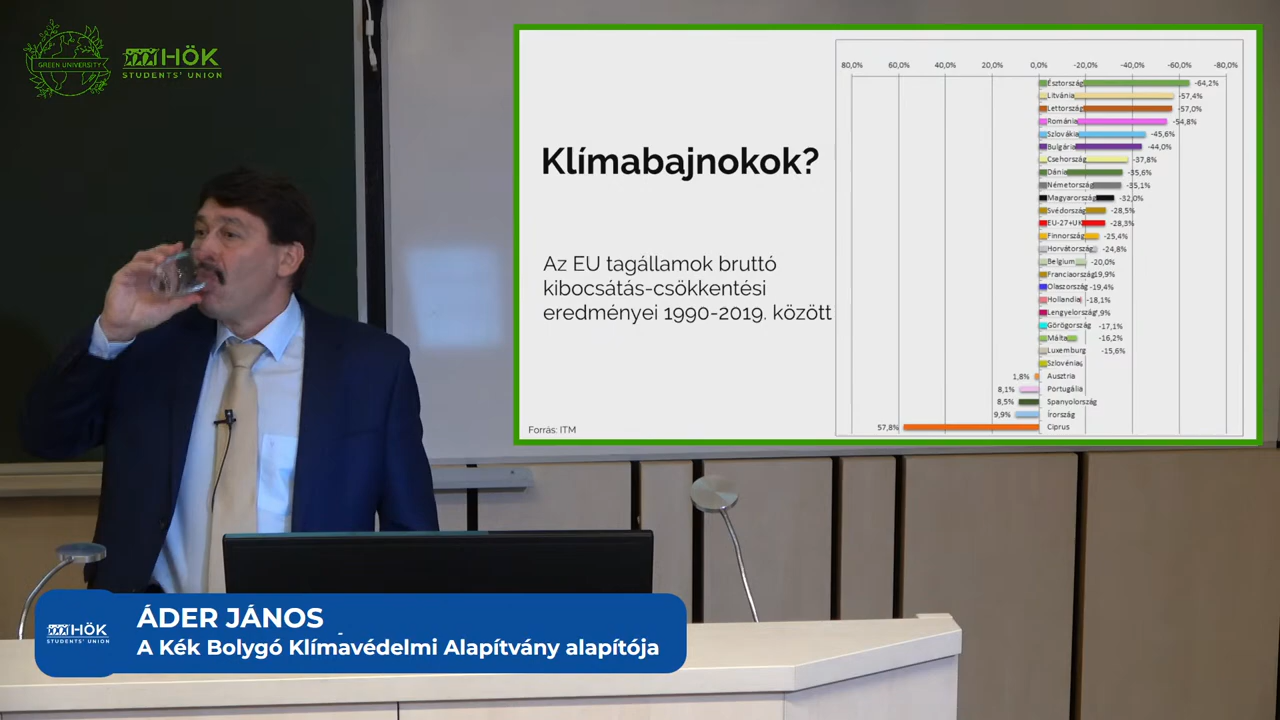 GREEN UNIVERSITY
HÖK
STUDENTS' UNION
Klímabajnokok?
Az EU tagállamok bruttó
kibocsátás-csökkentési
eredményei 1990-2019. között
Forrás: ITM
80,0% 60,0% 40,0% 20,0% 0,0% -20,0% -40,0% -60,0% -80,0%
Észtország -64,2%
Litvánia -57,4%
Lettország -57,0%
Románia -54,8%
Szlovákia -45,6%
Bulgária -44,0%
Csehország -37,8%
Dánia -35,6%
Németország -35,1%
Magyarország -32,0%
Svédország -28,5%
EU-27+UK -28,3%
Finnország -25,4%
Horvátország -24,8%
Belgium -20,0%
Franciaország 19,9%
Olaszország -19,4%
Hollandia -18,1%
Lengyelország 7,9%
Görögország -17,1%
Málta -16,2%
Luxemburg -15,6%
Szlovénia
1,8% Ausztria
8,1% Portugália
8,5% Spanyolország
9,9% Írország
57,8% Ciprus
HÖK
STUDENTS' UNION
ÁDER JÁNOS
A Kék Bolygó Klímavédelmi Alapítvány alapítója